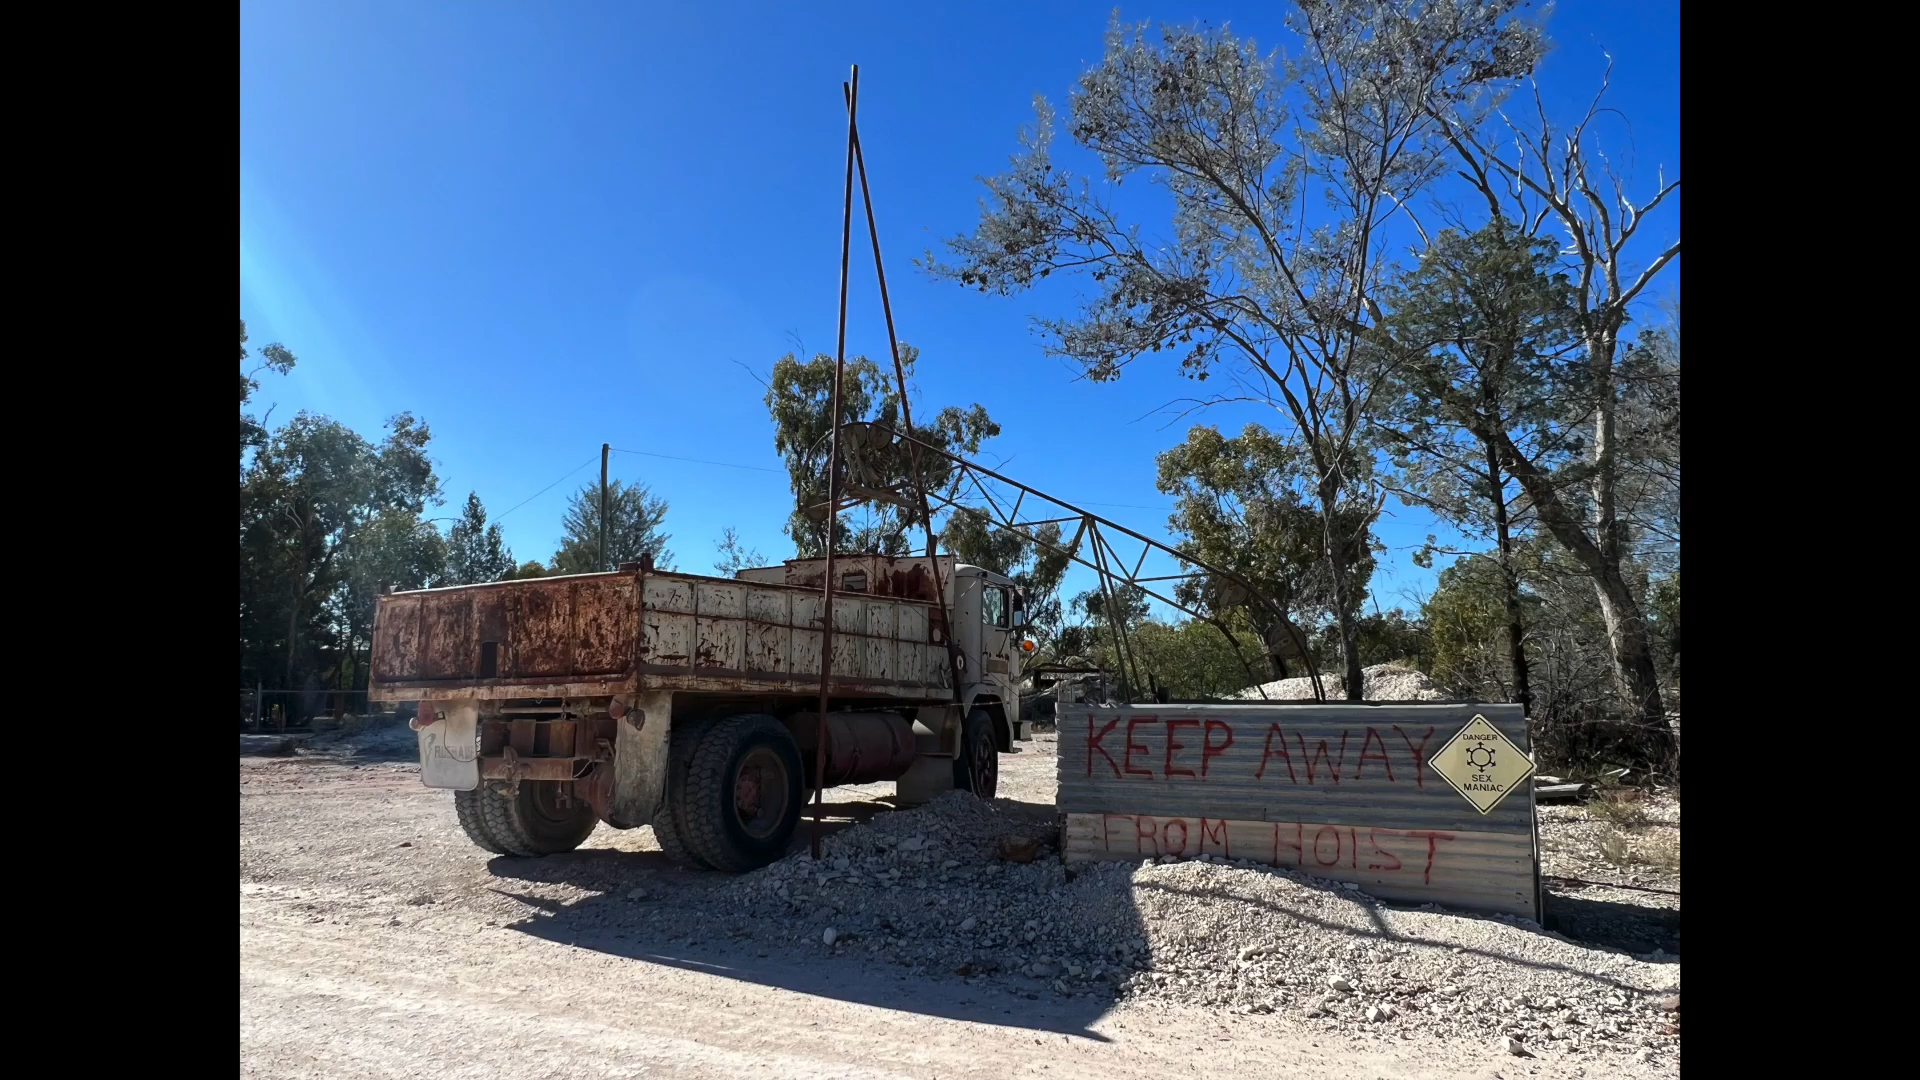 KEEP AWAY
FROM HOIST
DANGER
SEX
MANIAC